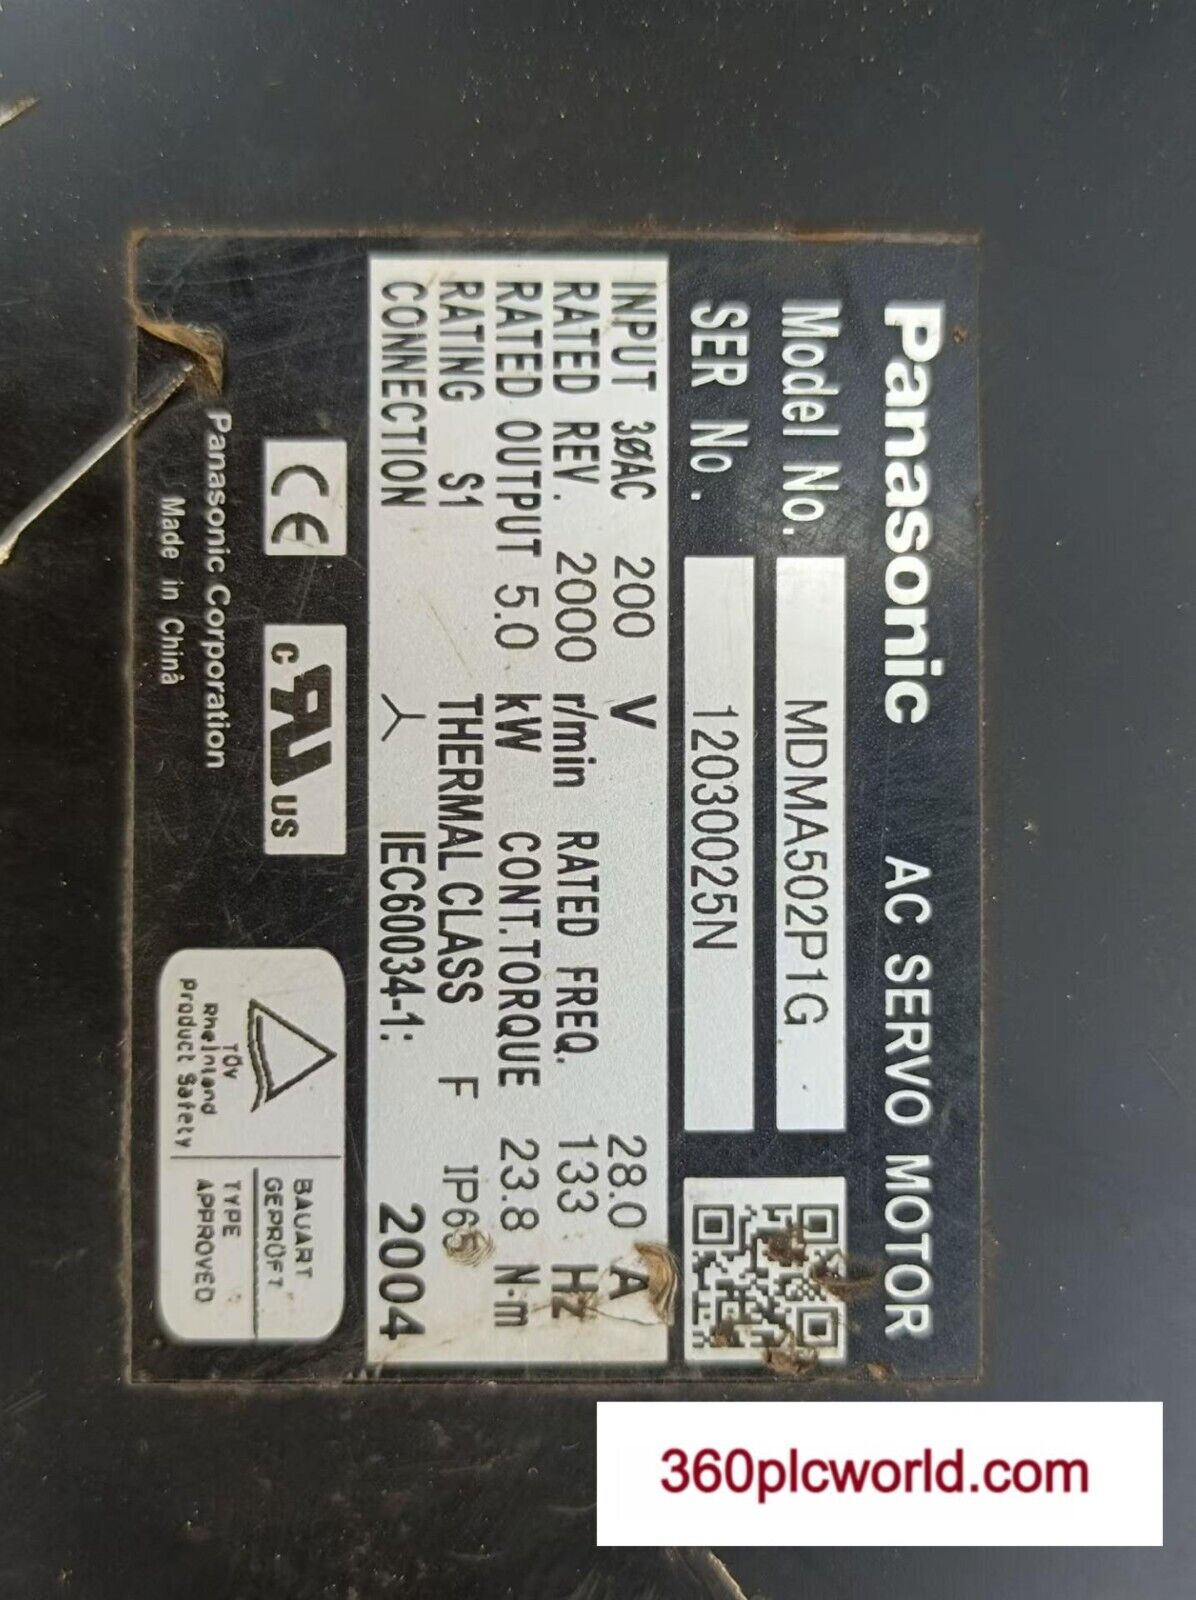 Panasonic AC SERVO MOTOR
Model No. MDMA502P1G
SER No. 12030025N
INPUT 3ØAC 200 V 28.0 A
RATED REV. 2000 r/min RATED FREQ. 133 Hz
RATED OUTPUT 5.0 kW CONT.TORQUE 23.8 N·m
RATING S1 THERMAL CLASS F IP65
CONNECTION IEC60034-1: 2004
CE
c RU US
TÜV
Rheinland
Product Safety
BAUART
GEPRÜFT
TYPE
APPROVED
Panasonic Corporation
Made in China
360plcworld.com